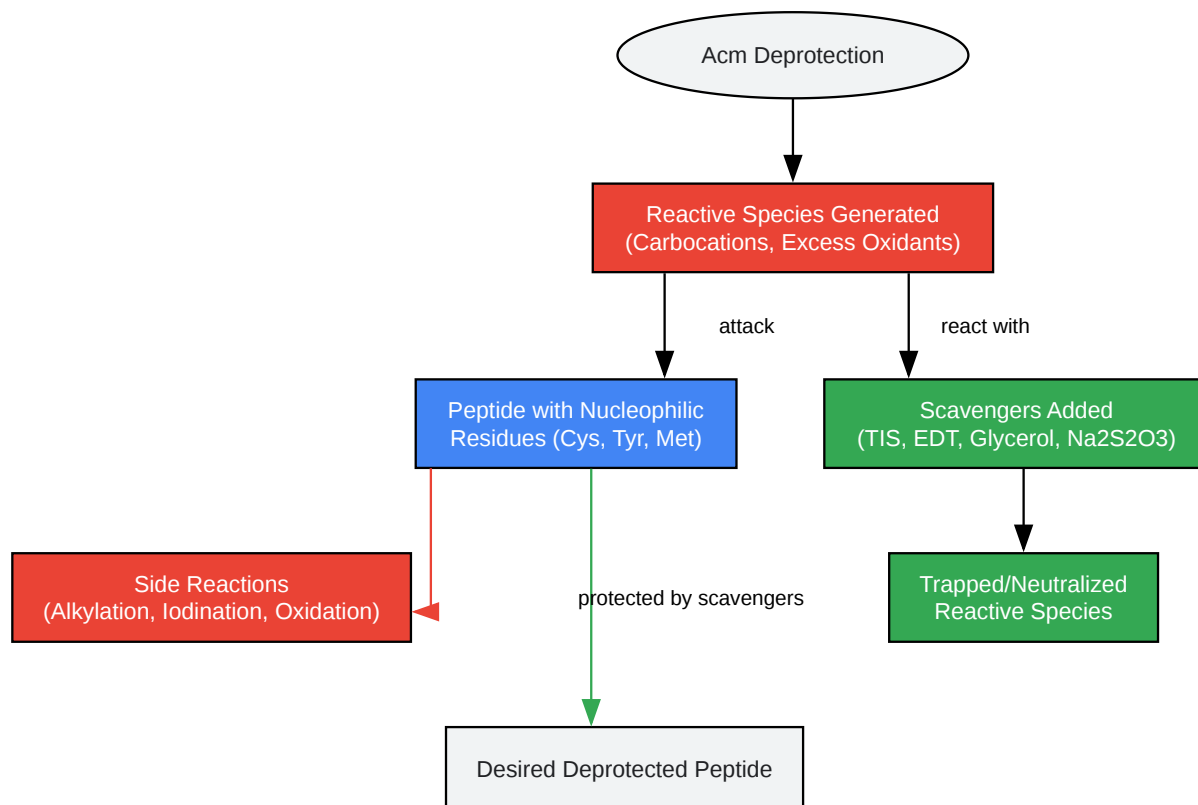 Acm Deprotection
Reactive Species Generated
(Carbocations, Excess Oxidants)
attack
react with
Peptide with Nucleophilic
Residues (Cys, Tyr, Met)
Scavengers Added
(TIS, EDT, Glycerol, Na2S2O3)
Side Reactions
(Alkylation, Iodination, Oxidation)
protected by scavengers
Trapped/Neutralized
Reactive Species
Desired Deprotected Peptide